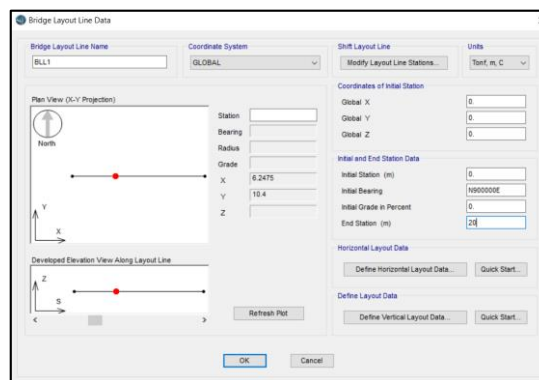 Bridge Layout Line Data
Bridge Layout Line Name
BLL1
Coordinate System
GLOBAL
Shift Layout Line
Modify Layout Line Stations...
Units
Tonf, m, C
Plan View (X-Y Projection)
North
Y
X
Station
Bearing
Radius
Grade
X 6.2475
Y 10.4
Z
Coordinates of Initial Station
Global X 0.
Global Y 0.
Global Z 0.
Initial and End Station Data
Initial Station (m) 0.
Initial Bearing N900000E
Initial Grade in Percent 0.
End Station (m) 20
Developed Elevation View Along Layout Line
Z
S
< >
Refresh Plot
Horizontal Layout Data
Define Horizontal Layout Data... Quick Start...
Define Layout Data
Define Vertical Layout Data... Quick Start...
OK Cancel